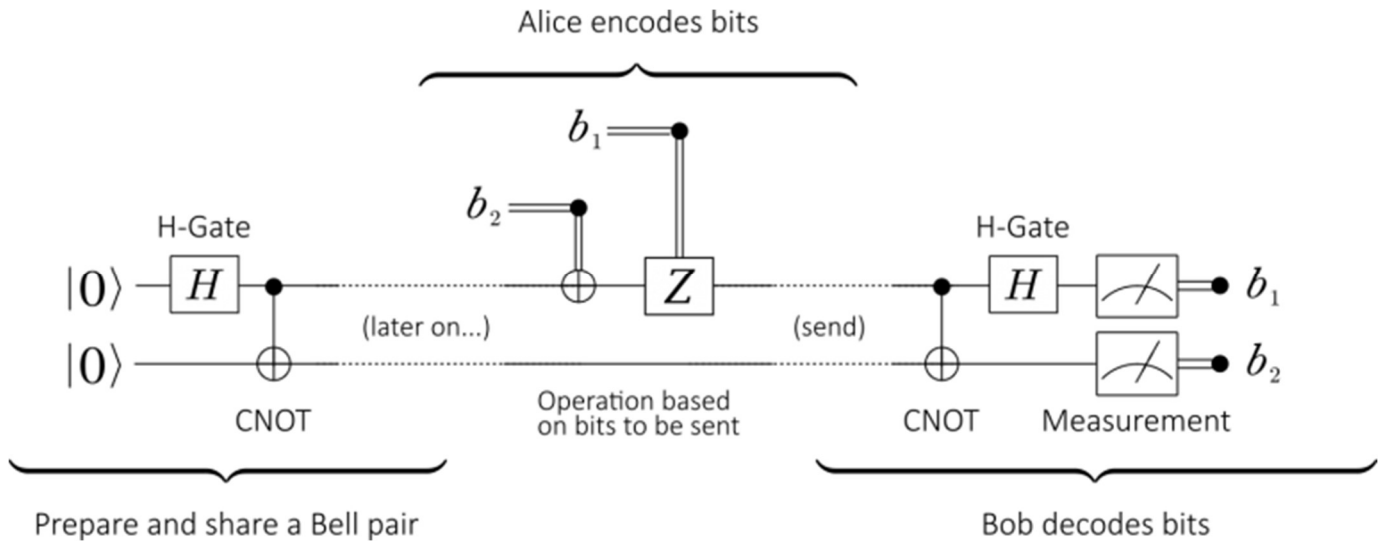 Alice encodes bits
b₁
b₂
H-Gate
H-Gate
|0⟩ H Z H b₁
(later on...) (send)
|0⟩ b₂
Operation based
on bits to be sent
CNOT
CNOT Measurement
Prepare and share a Bell pair
Bob decodes bits